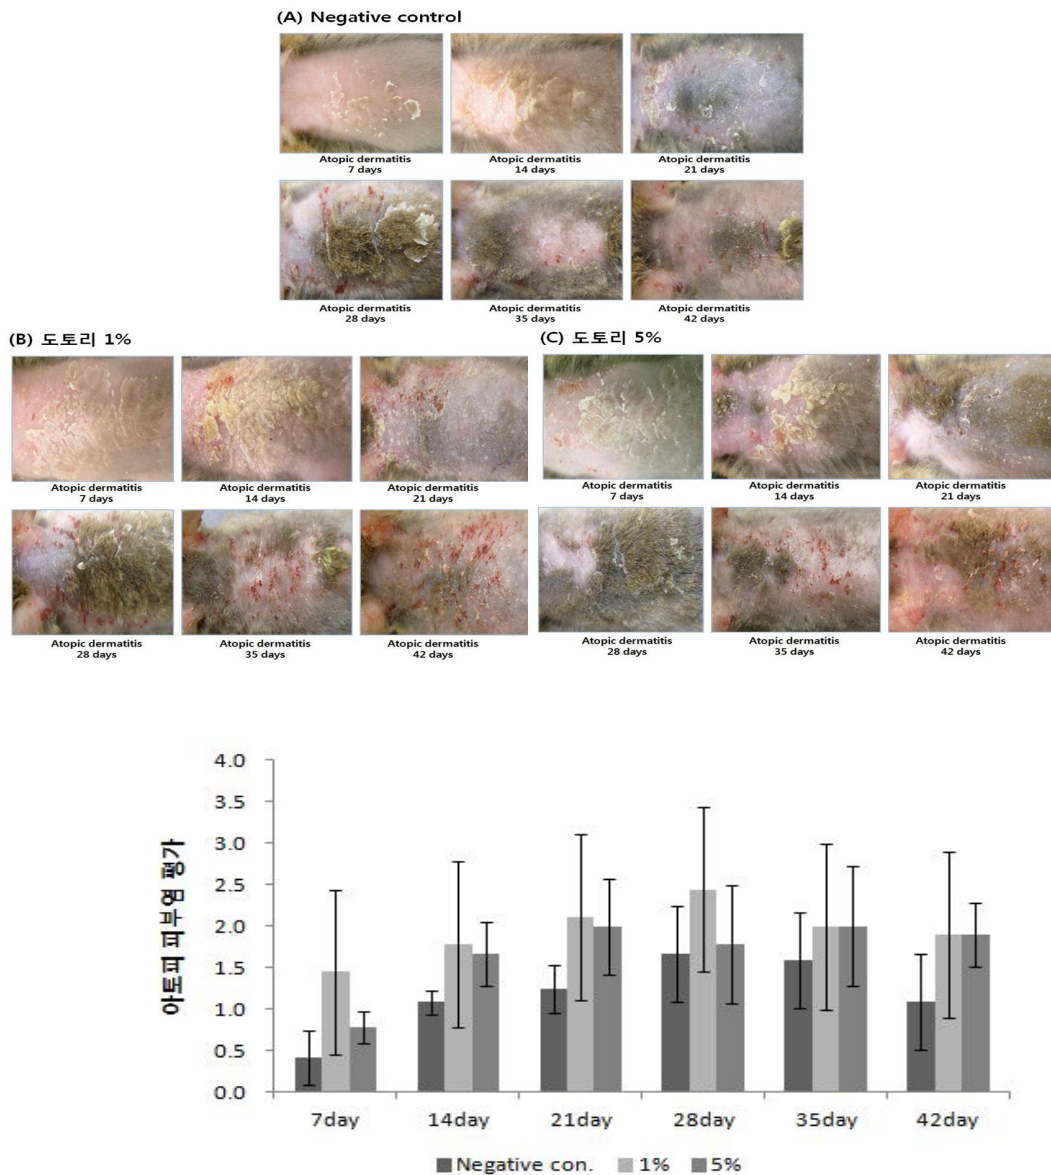 (A) Negative control
Atopic dermatitis
7 days
Atopic dermatitis
14 days
Atopic dermatitis
21 days
Atopic dermatitis
28 days
Atopic dermatitis
35 days
Atopic dermatitis
42 days
(B) 도토리 1%
Atopic dermatitis
7 days
Atopic dermatitis
14 days
Atopic dermatitis
21 days
Atopic dermatitis
28 days
Atopic dermatitis
35 days
Atopic dermatitis
42 days
(C) 도토리 5%
Atopic dermatitis
7 days
Atopic dermatitis
14 days
Atopic dermatitis
21 days
Atopic dermatitis
28 days
Atopic dermatitis
35 days
Atopic dermatitis
42 days
아토피 피부염 평가
4.0
3.5
3.0
2.5
2.0
1.5
1.0
0.5
0.0
7day 14day 21day 28day 35day 42day
Negative con. 1% 5%